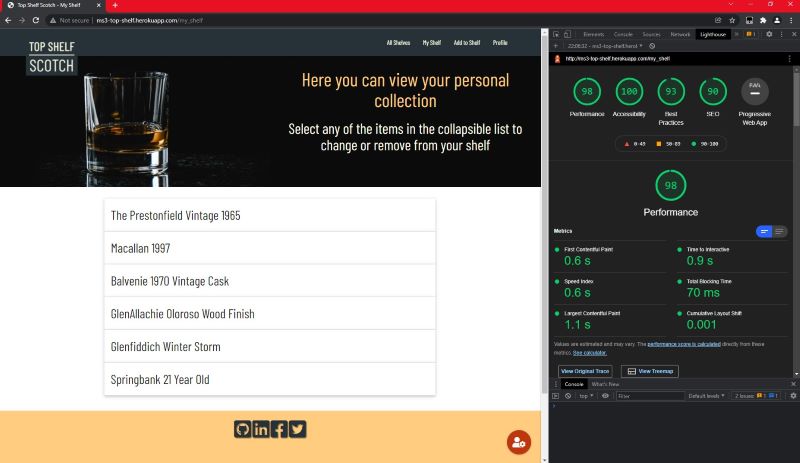 Top Shelf Scotch - My Shelf
Not secure | ms3-top-shelf.herokuapp.com/my_shelf
TOP SHELF
SCOTCH
All Shelves My Shelf Add to Shelf Profile
Here you can view your personal
collection
Select any of the items in the collapsible list to
change or remove from your shelf
The Prestonfield Vintage 1965
Macallan 1997
Balvenie 1970 Vintage Cask
GlenAllachie Oloroso Wood Finish
Glenfiddich Winter Storm
Springbank 21 Year Old
Elements Console Sources Network Lighthouse » 1
22:06:32 - ms3-top-shelf.herol
http://ms3-top-shelf.herokuapp.com/my_shelf
98 100 93 90
Performance Accessibility Best Practices SEO Progressive Web App
0-49 50-89 90-100
98
Performance
Metrics
First Contentful Paint
0.6 s
Time to Interactive
0.9 s
Speed Index
0.6 s
Total Blocking Time
70 ms
Largest Contentful Paint
1.1 s
Cumulative Layout Shift
0.001
Values are estimated and may vary. The performance score is calculated directly from these
metrics. See calculator.
View Original Trace View Treemap
Console What's New
top Filter Default levels 2 Issues: 1 1